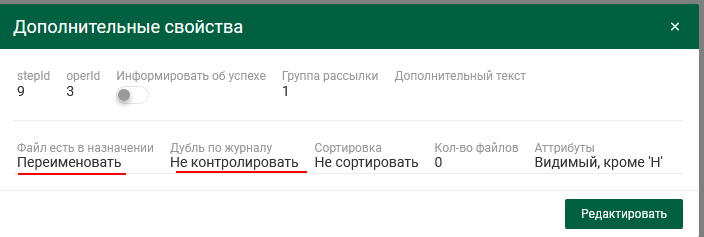 Дополнительные свойства ×
stepId operId Информировать об успехе Группа рассылки Дополнительный текст
9 3 1
Файл есть в назначении Дубль по журналу Сортировка Кол-во файлов Аттрибуты
Переименовать Не контролировать Не сортировать 0 Видимый, кроме 'H'
Редактировать